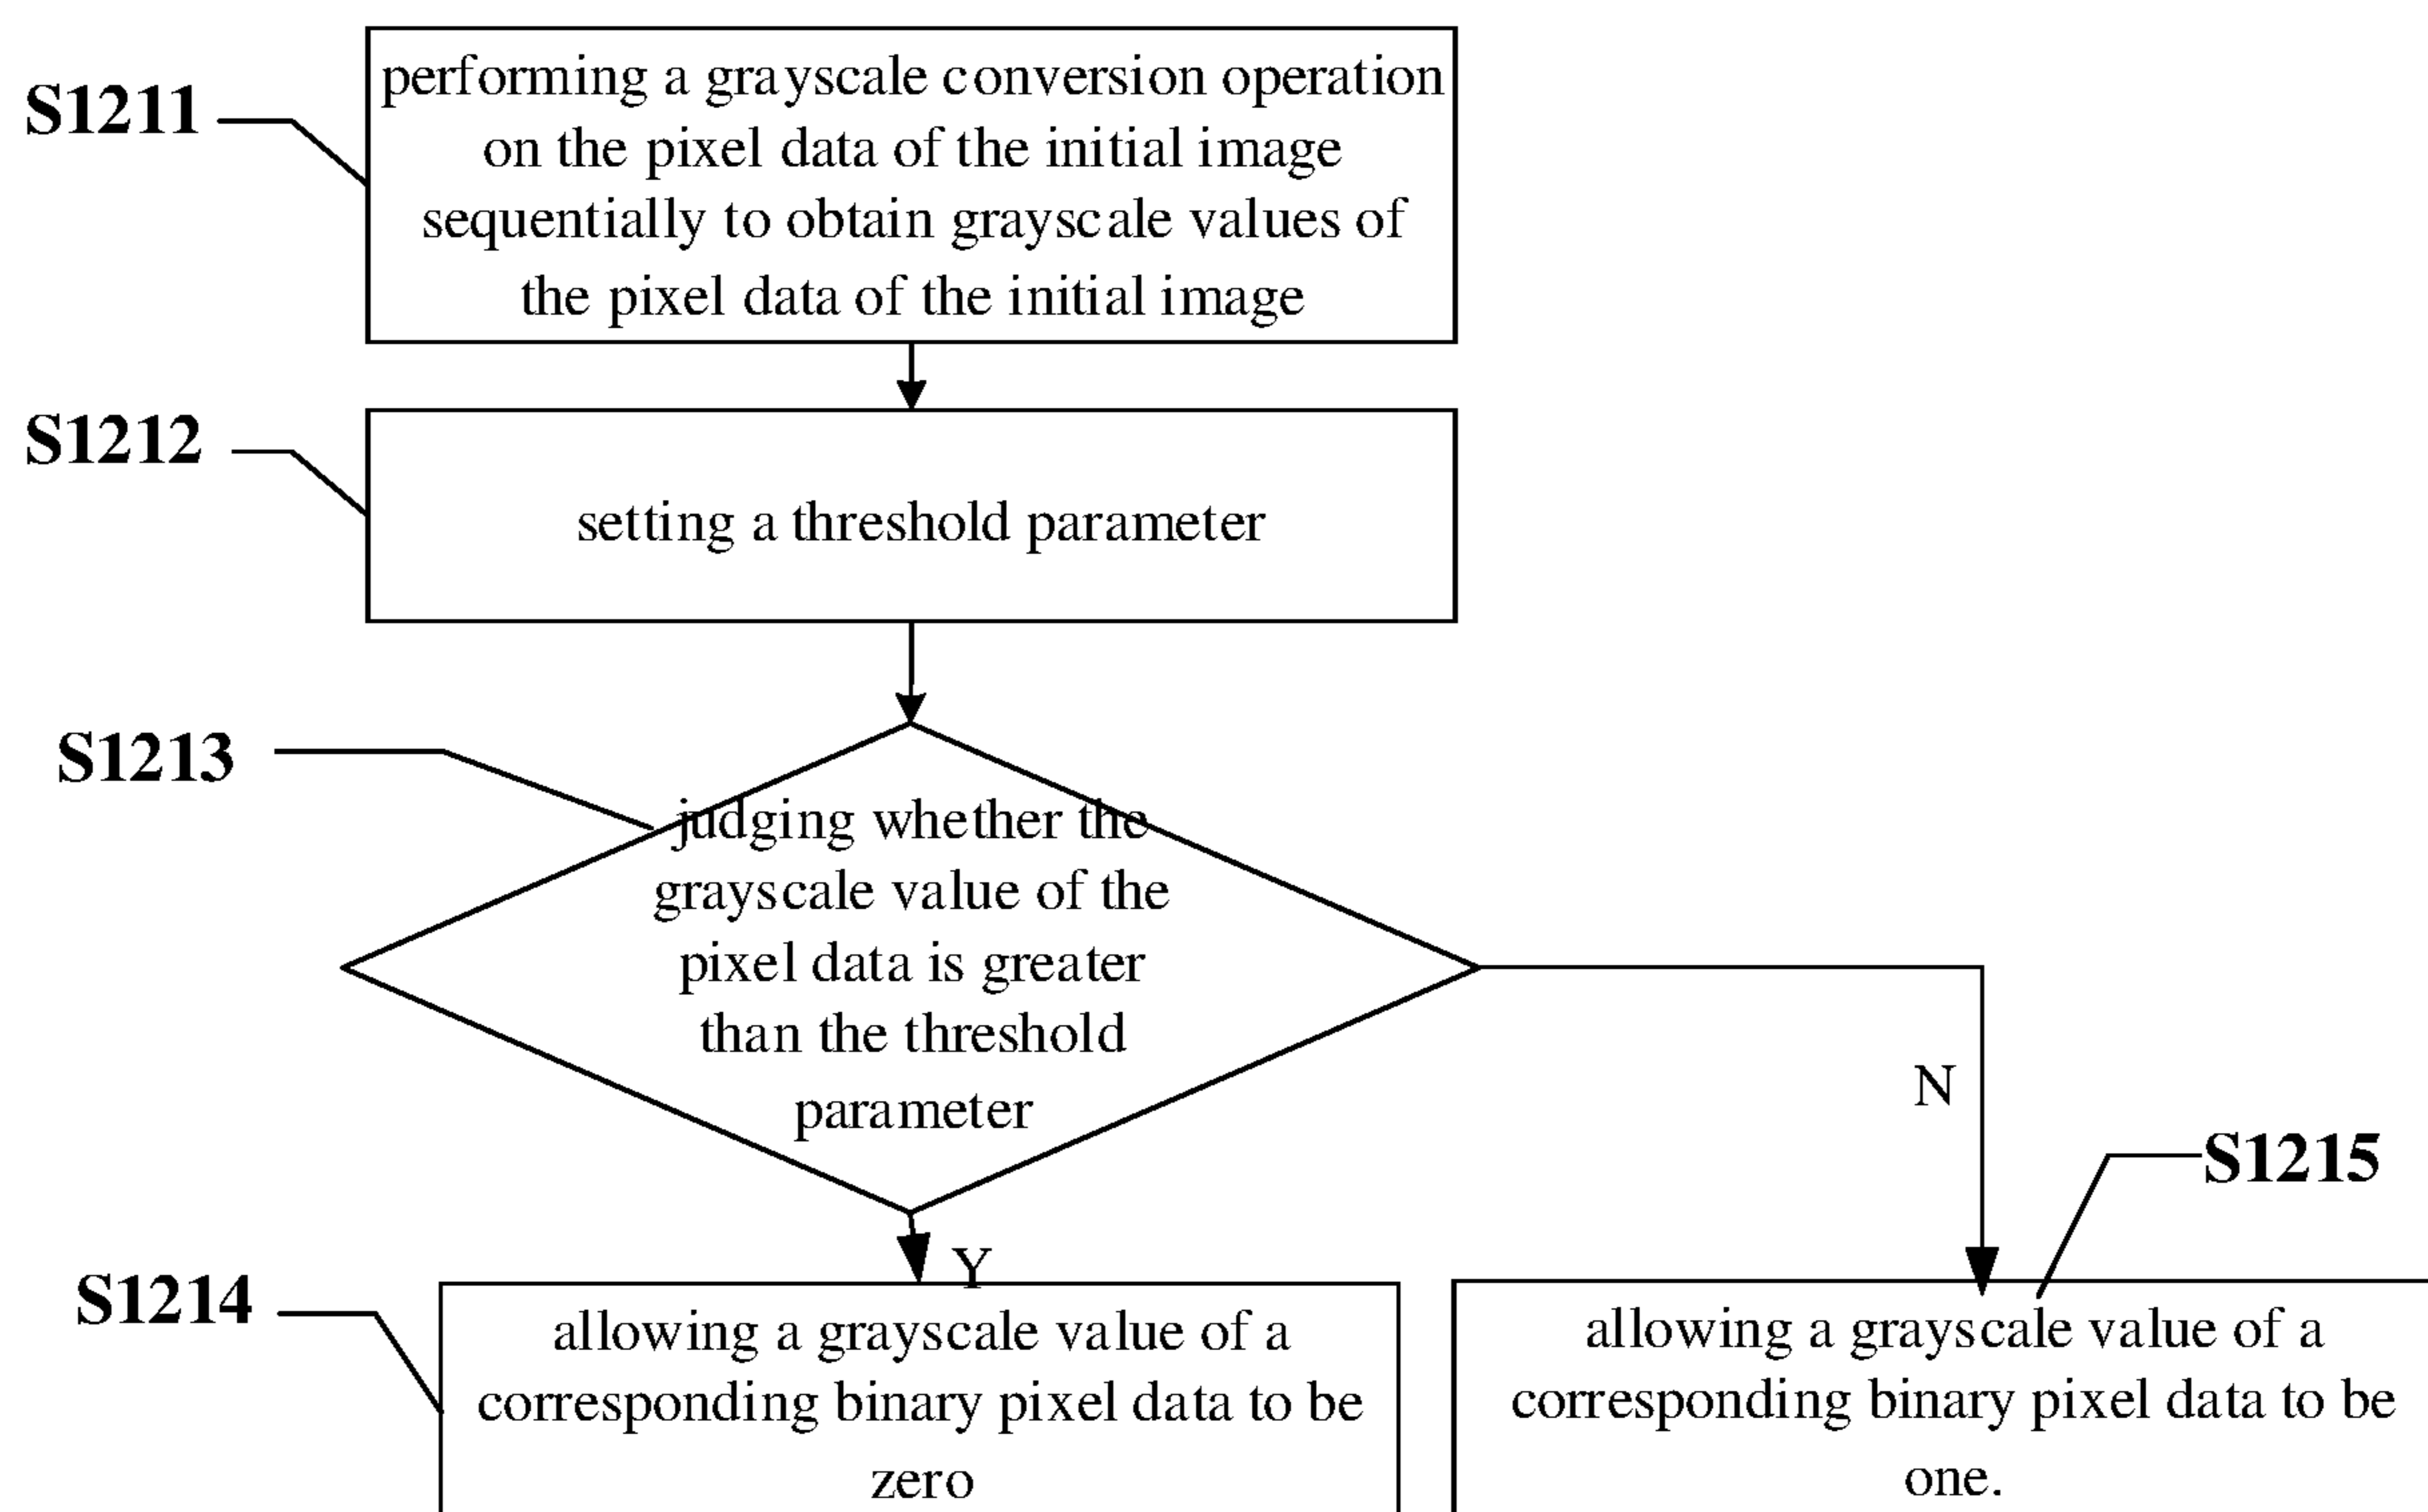 S1211
performing a grayscale conversion operation
on the pixel data of the initial image
sequentially to obtain grayscale values of
the pixel data of the initial image
S1212
setting a threshold parameter
S1213
judging whether the
grayscale value of the
pixel data is greater
than the threshold
parameter
N
S1215
Y
S1214
allowing a grayscale value of a
corresponding binary pixel data to be
zero
allowing a grayscale value of a
corresponding binary pixel data to be
one.